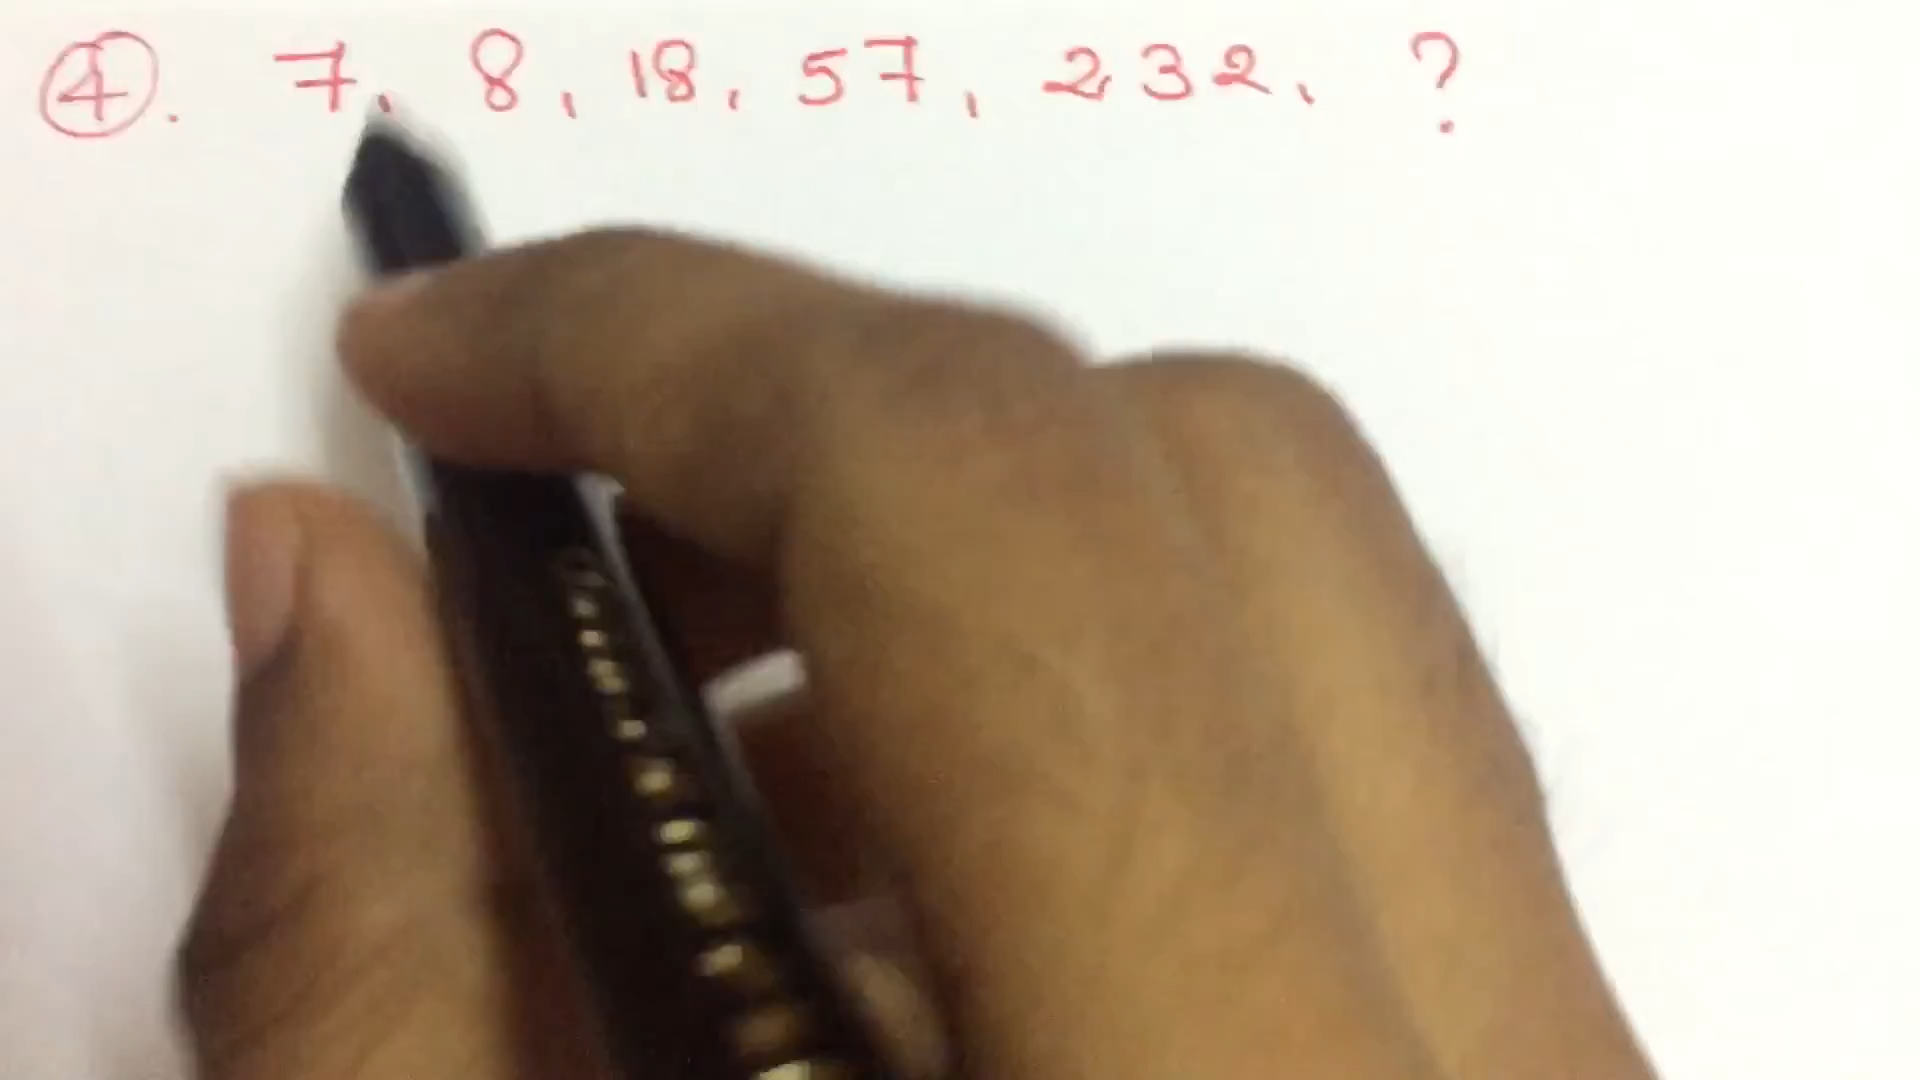 ④. 7, 8, 18, 57, 232, ?